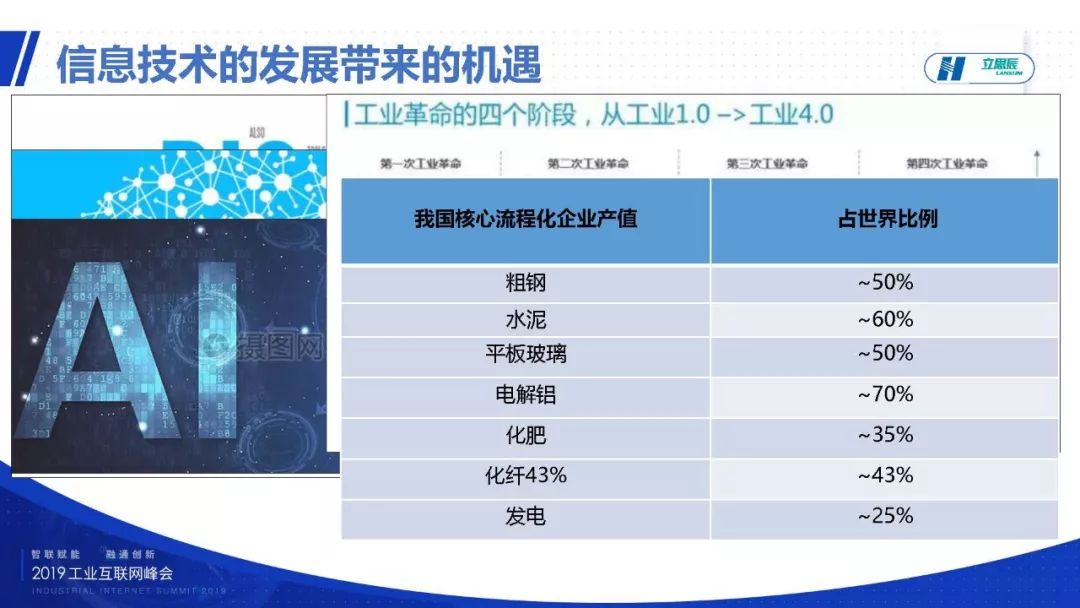 信息技术的发展带来的机遇
立思辰
LANXUM
ALSO
工业革命的四个阶段，从工业1.0 –>工业4.0
第一次工业革命 第二次工业革命 第三次工业革命 第四次工业革命
我国核心流程化企业产值 占世界比例
粗钢 ~50%
水泥 ~60%
平板玻璃 ~50%
电解铝 ~70%
化肥 ~35%
化纤43% ~43%
发电 ~25%
AI
摄图网
智联赋能 融通创新
2019工业互联网峰会
INDUSTRIAL INTERNET SUMMIT 2019